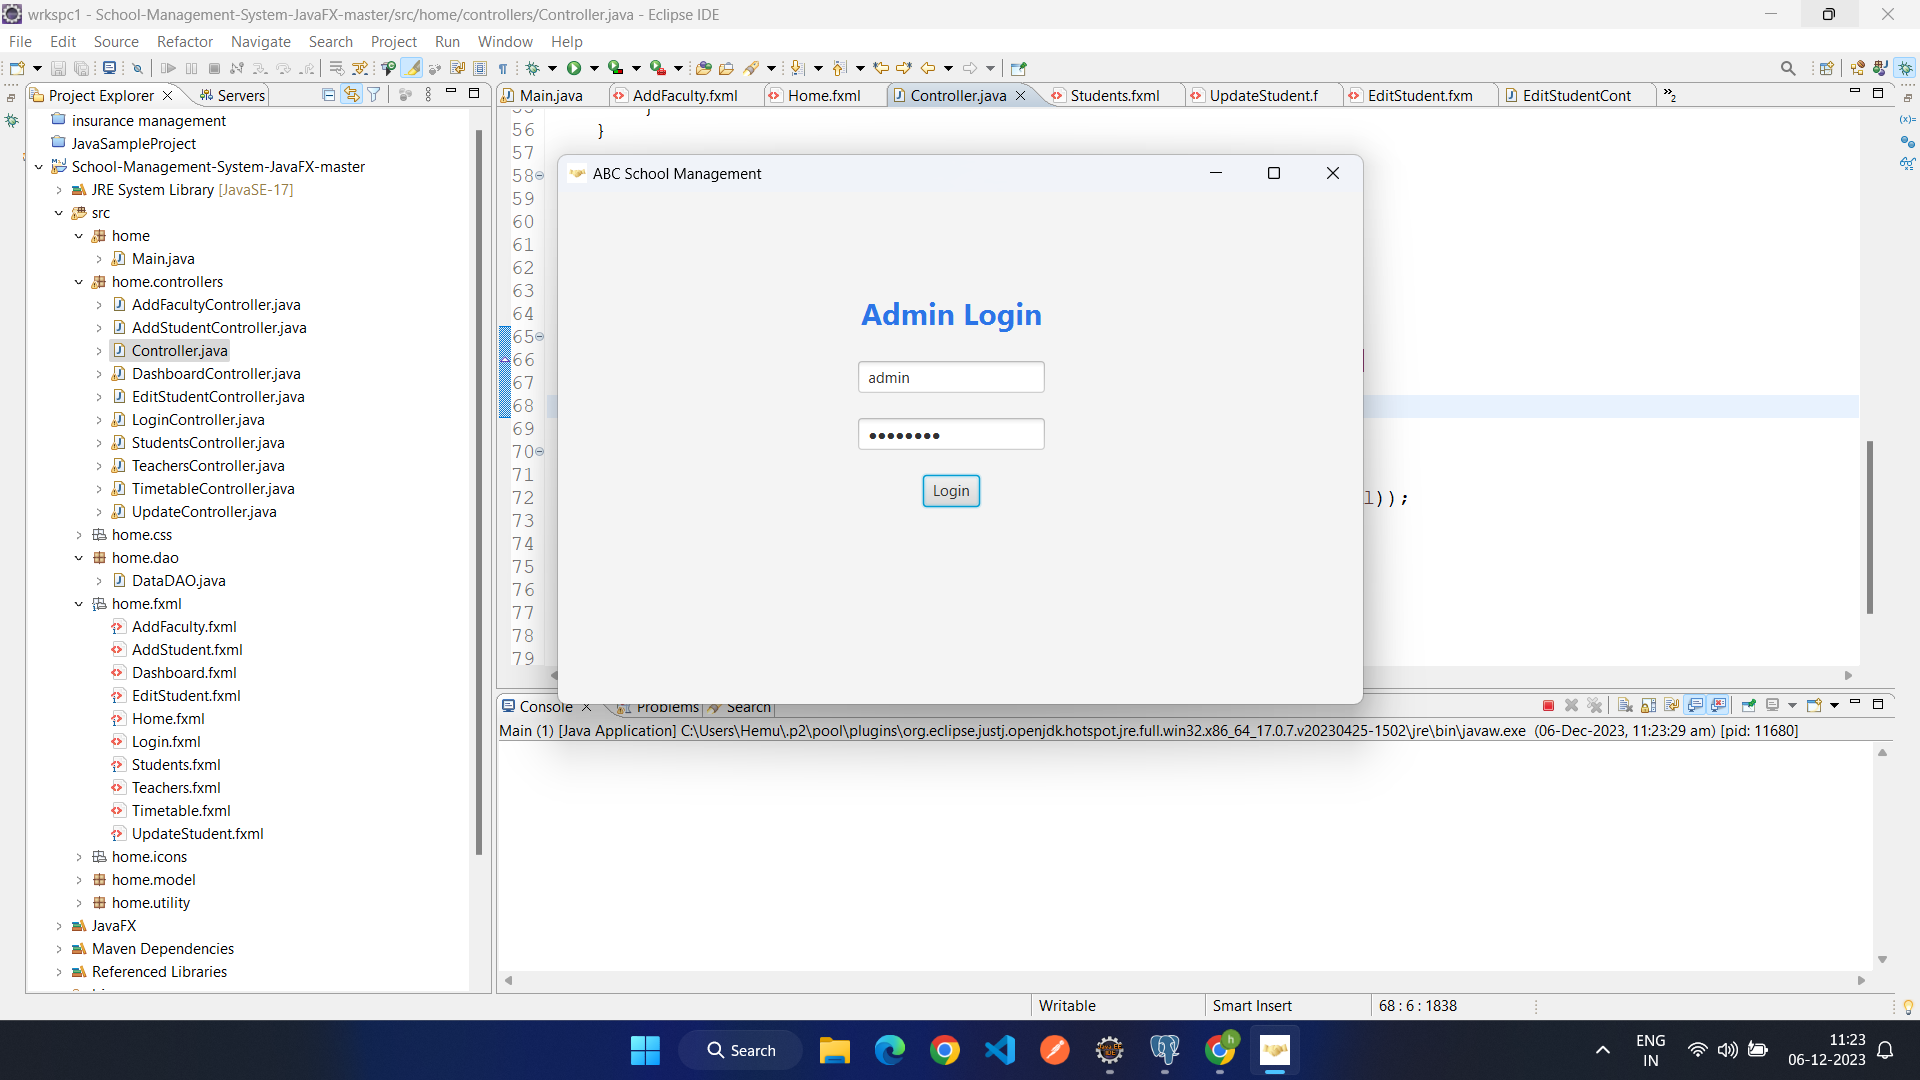 wrkspc1 - School-Management-System-JavaFX-master/src/home/controllers/Controller.java - Eclipse IDE
File Edit Source Refactor Navigate Search Project Run Window Help
Project Explorer Servers
Main.java AddFaculty.fxml Home.fxml Controller.java Students.fxml UpdateStudent.f EditStudent.fxm EditStudentCont »2
insurance management
JavaSampleProject
School-Management-System-JavaFX-master
JRE System Library [JavaSE-17]
src
home
Main.java
home.controllers
AddFacultyController.java
AddStudentController.java
Controller.java
DashboardController.java
EditStudentController.java
LoginController.java
StudentsController.java
TeachersController.java
TimetableController.java
UpdateController.java
home.css
home.dao
DataDAO.java
home.fxml
AddFaculty.fxml
AddStudent.fxml
Dashboard.fxml
EditStudent.fxml
Home.fxml
Login.fxml
Students.fxml
Teachers.fxml
Timetable.fxml
UpdateStudent.fxml
home.icons
home.model
home.utility
JavaFX
Maven Dependencies
Referenced Libraries
56 }
57
58
59
60
61
62
63
64
65
66
67
68
69
70
71
72 l));
73
74
75
76
77
78
79
ABC School Management
Admin Login
admin
••••••••
Login
Console Problems Search
Main (1) [Java Application] C:\Users\Hemu\.p2\pool\plugins\org.eclipse.justj.openjdk.hotspot.jre.full.win32.x86_64_17.0.7.v20230425-1502\jre\bin\javaw.exe (06-Dec-2023, 11:23:29 am) [pid: 11680]
Writable Smart Insert 68 : 6 : 1838
Search
h
ENG
IN
11:23
06-12-2023